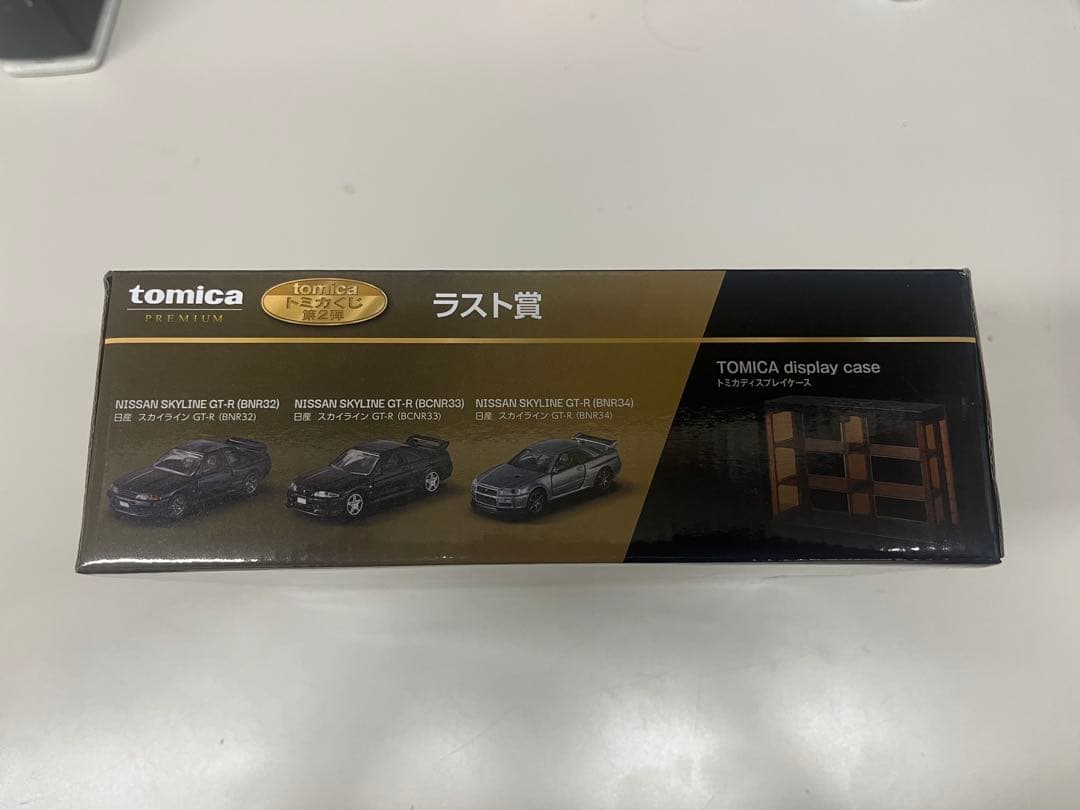 tomica
PREMIUM
tomica
トミカくじ
第2弾
ラスト賞
NISSAN SKYLINE GT-R (BNR32)
日産 スカイライン GT-R (BNR32)
NISSAN SKYLINE GT-R (BCNR33)
日産 スカイライン GT-R (BCNR33)
NISSAN SKYLINE GT-R (BNR34)
日産 スカイライン GT-R (BNR34)
TOMICA display case
トミカディスプレイケース